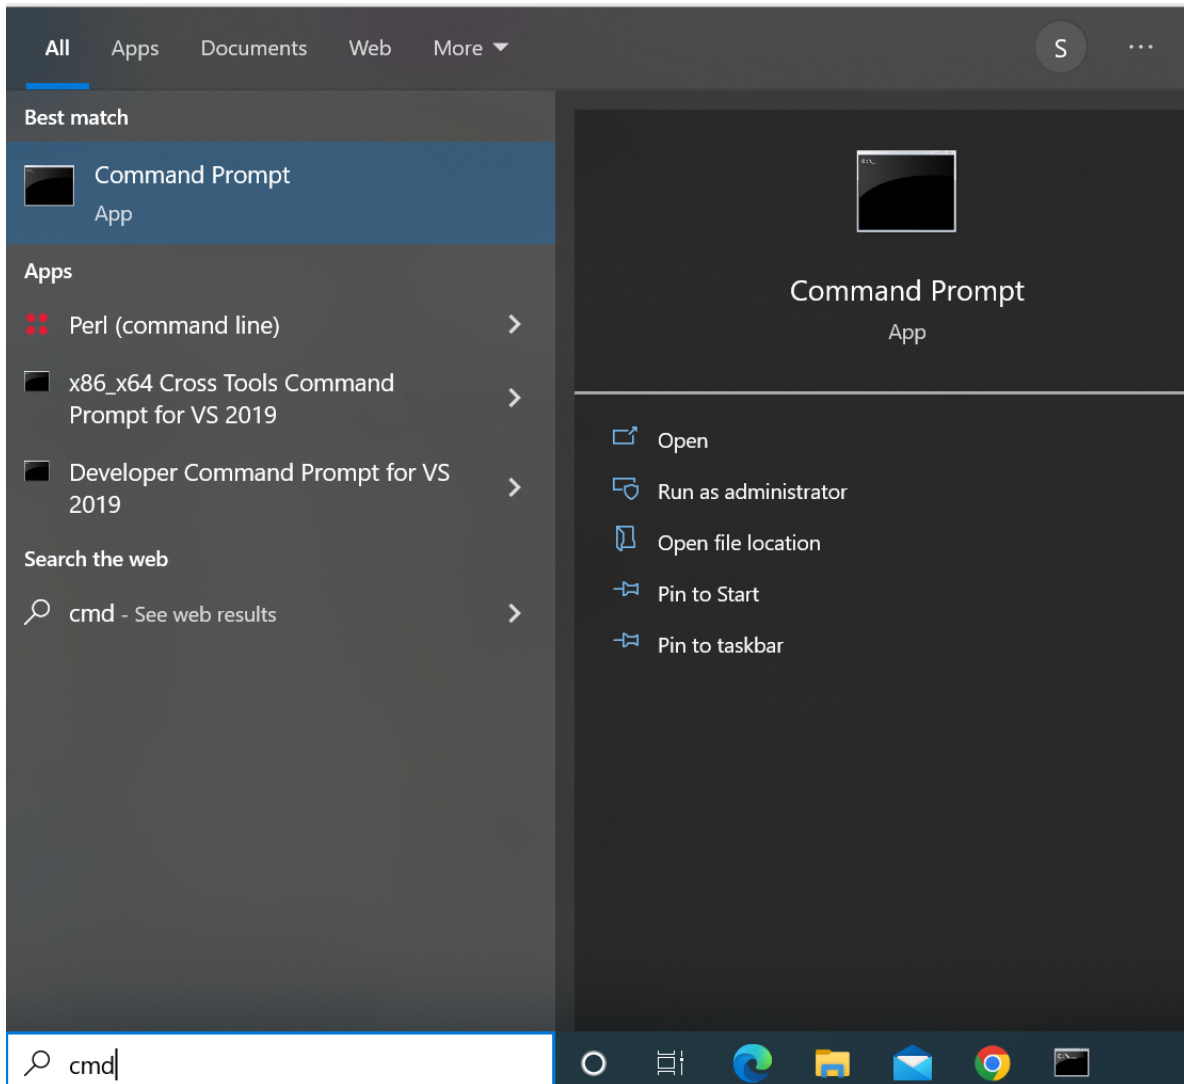 All Apps Documents Web More S ...
Best match
Command Prompt
App
Apps
Perl (command line)
x86_x64 Cross Tools Command
Prompt for VS 2019
Developer Command Prompt for VS
2019
Search the web
cmd - See web results
Command Prompt
App
Open
Run as administrator
Open file location
Pin to Start
Pin to taskbar
cmd